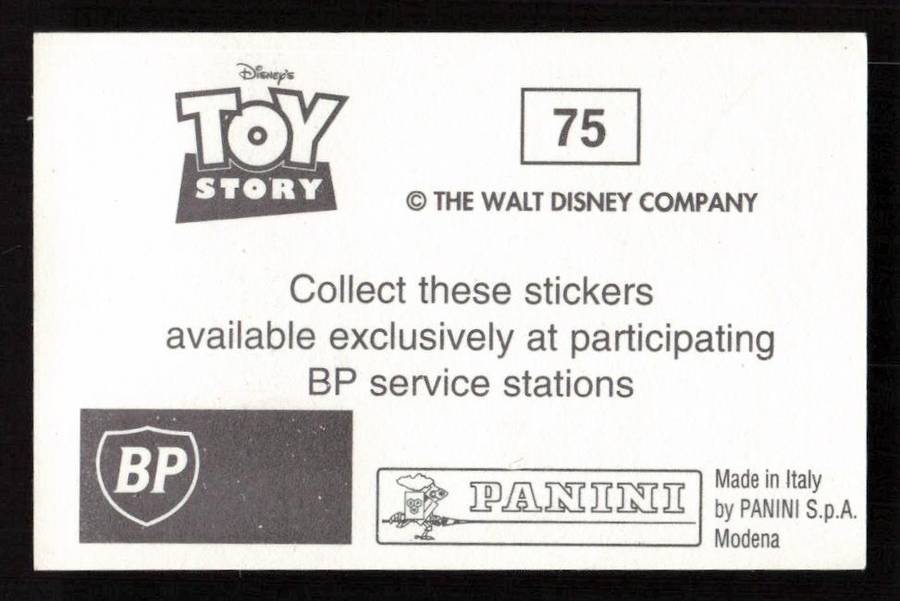 Disney's
TOY
STORY
75
© THE WALT DISNEY COMPANY
Collect these stickers
available exclusively at participating
BP service stations
BP
PANINI
Made in Italy
by PANINI S.p.A.
Modena